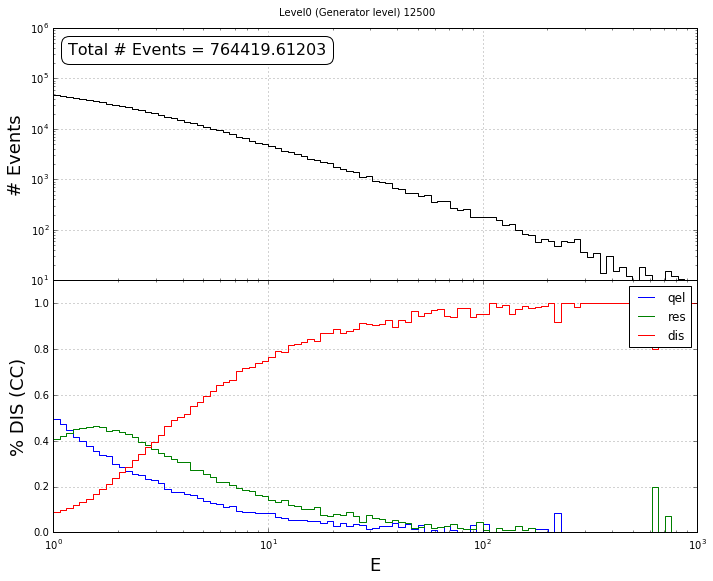 Level0 (Generator level) 12500
Total # Events = 764419.61203
# Events
10^6
10^5
10^4
10^3
10^2
10^1
qel
res
dis
% DIS (CC)
1.0
0.8
0.6
0.4
0.2
0.0
10^0
10^1
10^2
10^3
E